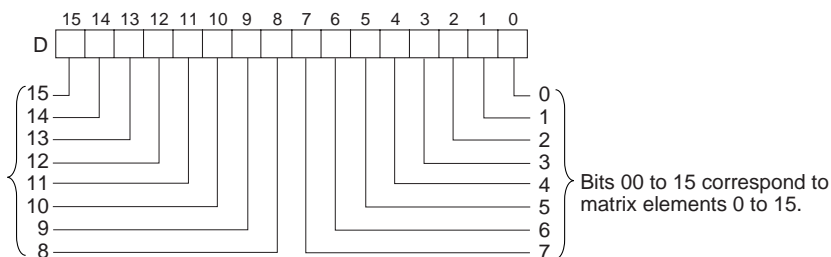 15 14 13 12 11 10 9 8 7 6 5 4 3 2 1 0
D
15 0
14 1
13 2
12 3
11 4
10 5
9 6
8 7
Bits 00 to 15 correspond to
matrix elements 0 to 15.